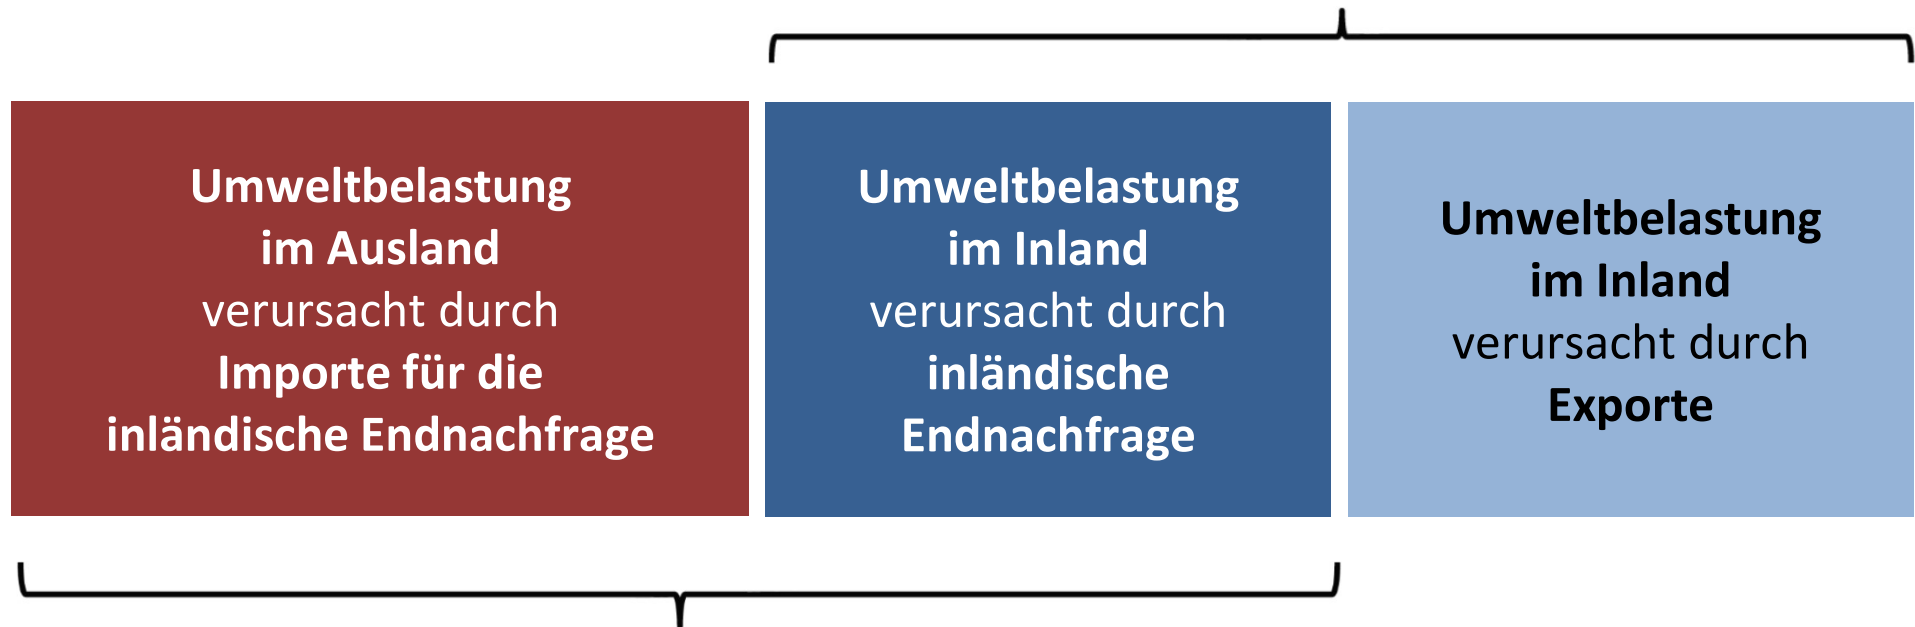 Umweltbelastung
im Ausland
verursacht durch
Importe für die
inländische Endnachfrage
Umweltbelastung
im Inland
verursacht durch
inländische
Endnachfrage
Umweltbelastung
im Inland
verursacht durch
Exporte